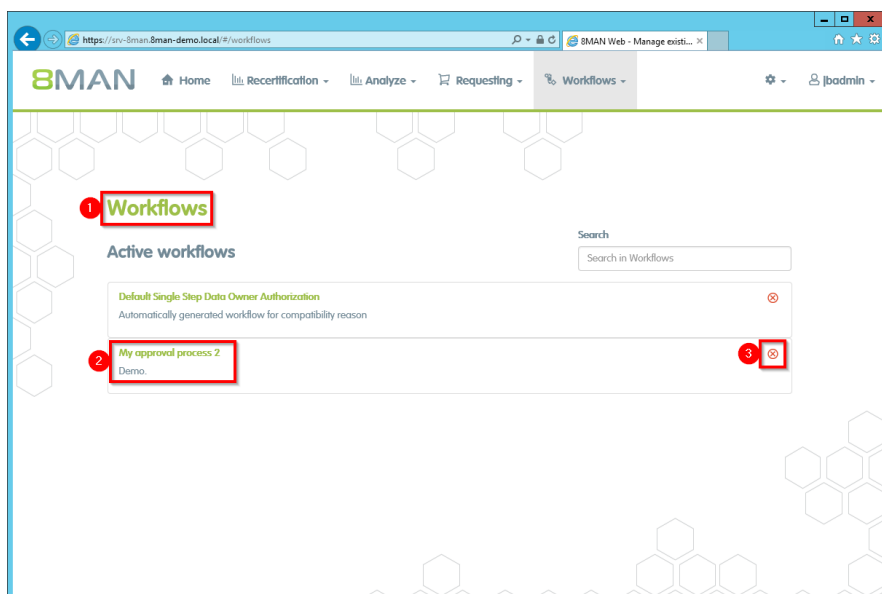 https://srv-8man.8man-demo.local/#/workflows
8MAN Web - Manage existi... ×
8MAN
Home
Recertification
Analyze
Requesting
Workflows
jbadmin
1
Workflows
Search
Active workflows
Search in Workflows
Default Single Step Data Owner Authorization
Automatically generated workflow for compatibility reason
2
My approval process 2
3
Demo.